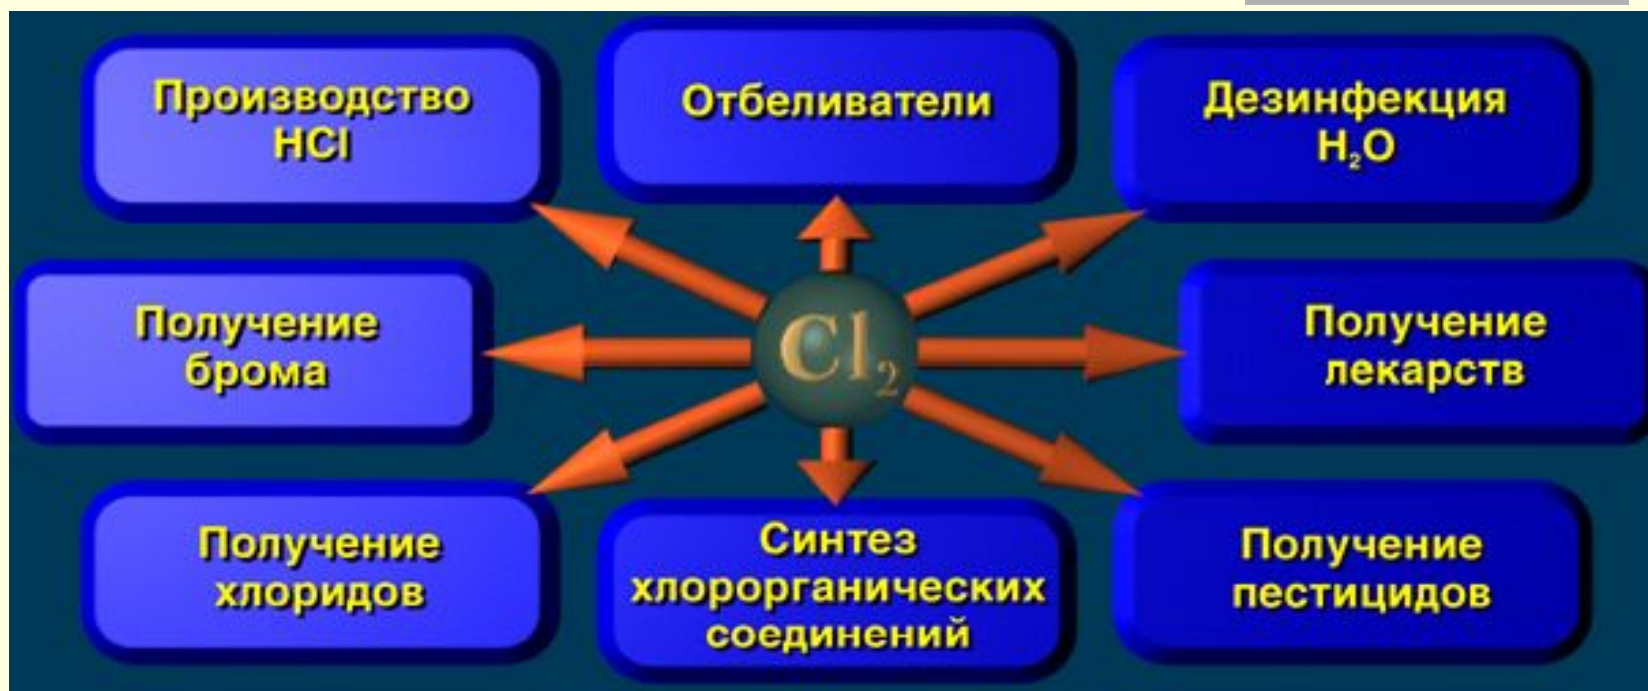 Производство
HCl
Отбеливатели
Дезинфекция
H₂O
Получение
брома
Cl₂
Получение
лекарств
Получение
хлоридов
Синтез
хлорорганических
соединений
Получение
пестицидов